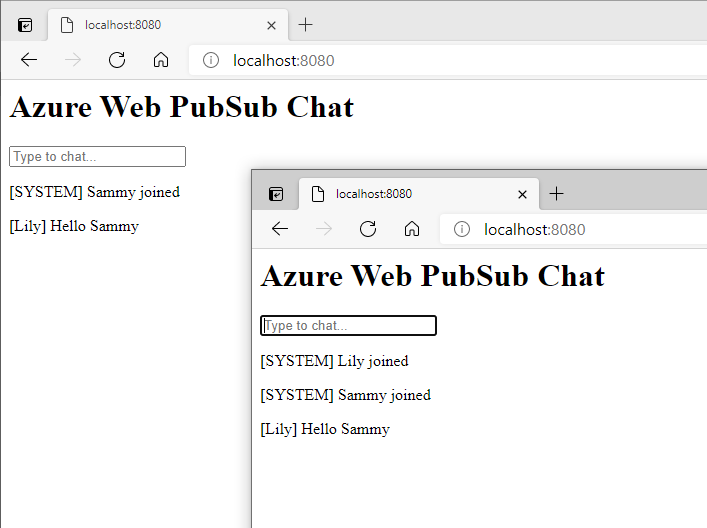 localhost:8080
localhost:8080
Azure Web PubSub Chat
Type to chat...
[SYSTEM] Sammy joined
[Lily] Hello Sammy
localhost:8080
localhost:8080
Azure Web PubSub Chat
Type to chat...
[SYSTEM] Lily joined
[SYSTEM] Sammy joined
[Lily] Hello Sammy